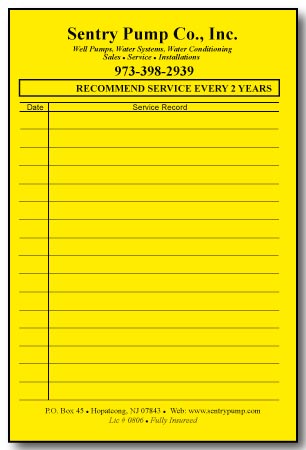 Sentry Pump Co., Inc.
Well Pumps, Water Systems, Water Conditioning
Sales • Service • Installations
973-398-2939
RECOMMEND SERVICE EVERY 2 YEARS
Date Service Record
P.O. Box 45 • Hopatcong, NJ 07843 • Web: www.sentrypump.com
Lic # 0806 • Fully Insureed